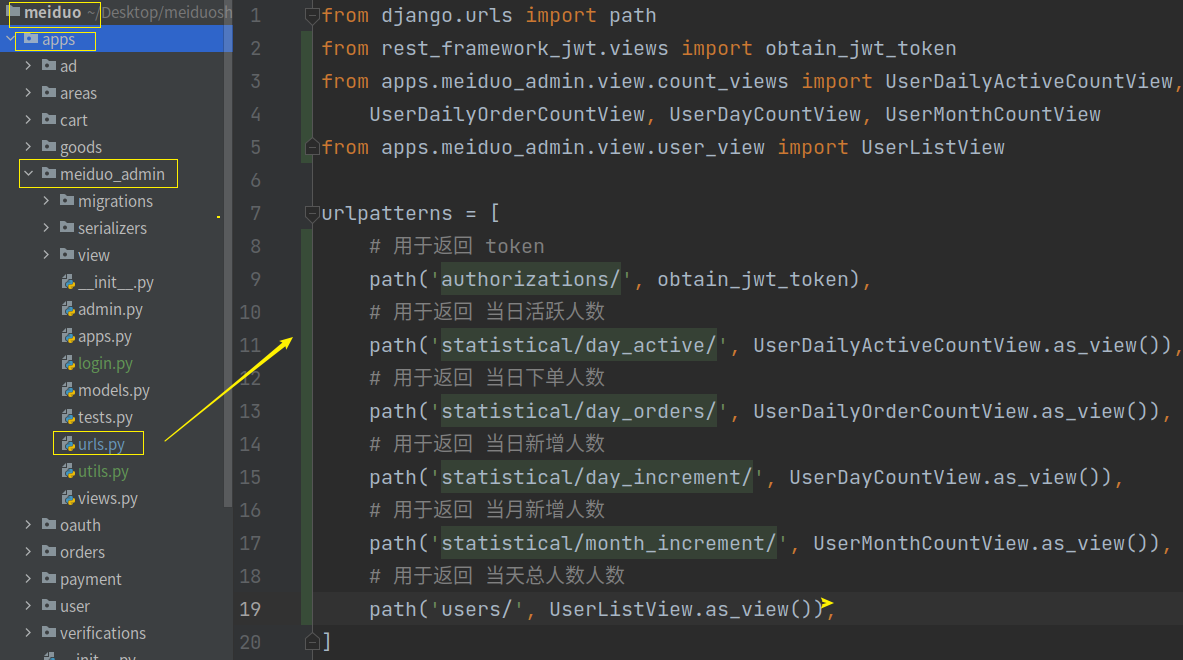 meiduo ~/Desktop/meiduosh
apps
ad
areas
cart
goods
meiduo_admin
migrations
serializers
view
__init__.py
admin.py
apps.py
login.py
models.py
tests.py
urls.py
utils.py
views.py
oauth
orders
payment
user
verifications
__init__.py
1 from django.urls import path
2 from rest_framework_jwt.views import obtain_jwt_token
3 from apps.meiduo_admin.view.count_views import UserDailyActiveCountView,
4 UserDailyOrderCountView, UserDayCountView, UserMonthCountView
5 from apps.meiduo_admin.view.user_view import UserListView
6
7 urlpatterns = [
8 # 用于返回 token
9 path('authorizations/', obtain_jwt_token),
10 # 用于返回 当日活跃人数
11 path('statistical/day_active/', UserDailyActiveCountView.as_view()),
12 # 用于返回 当日下单人数
13 path('statistical/day_orders/', UserDailyOrderCountView.as_view()),
14 # 用于返回 当日新增人数
15 path('statistical/day_increment/', UserDayCountView.as_view()),
16 # 用于返回 当月新增人数
17 path('statistical/month_increment/', UserMonthCountView.as_view()),
18 # 用于返回 当天总人数人数
19 path('users/', UserListView.as_view()),
20 ]